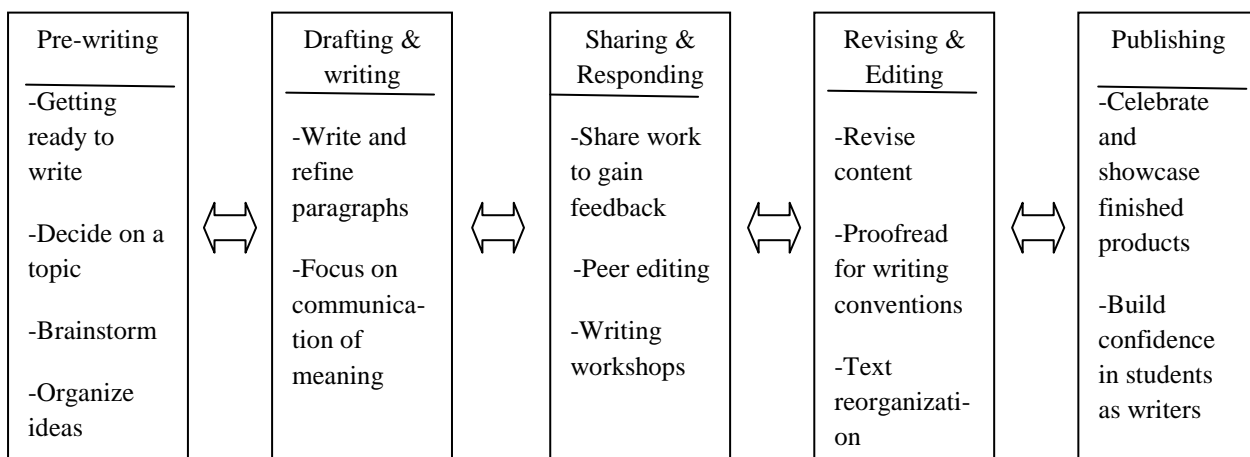 Pre-writing
-Getting
ready to
write
-Decide on a
topic
-Brainstorm
-Organize
ideas
Drafting &
writing
-Write and
refine
paragraphs
-Focus on
communica-
tion of
meaning
Sharing &
Responding
-Share work
to gain
feedback
-Peer editing
-Writing
workshops
Revising &
Editing
-Revise
content
-Proofread
for writing
conventions
-Text
reorganizati-
on
Publishing
-Celebrate
and
showcase
finished
products
-Build
confidence
in students
as writers